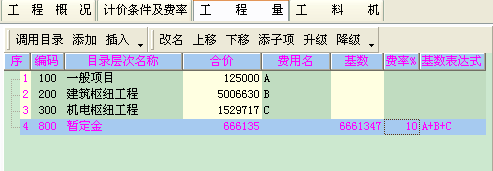 工 程 概 况 计价条件及费率 工 程 量 工 料 机
调用目录 添加 插入 改名 上移 下移 添子项 升级 降级
序 编码 目录层次名称 合价 费用名 基数 费率% 基数表达式
1 100 一般项目 125000 A
2 200 建筑枢纽工程 5006630 B
3 300 机电枢纽工程 1529717 C
4 800 暂定金 666135 6661347 10 A+B+C